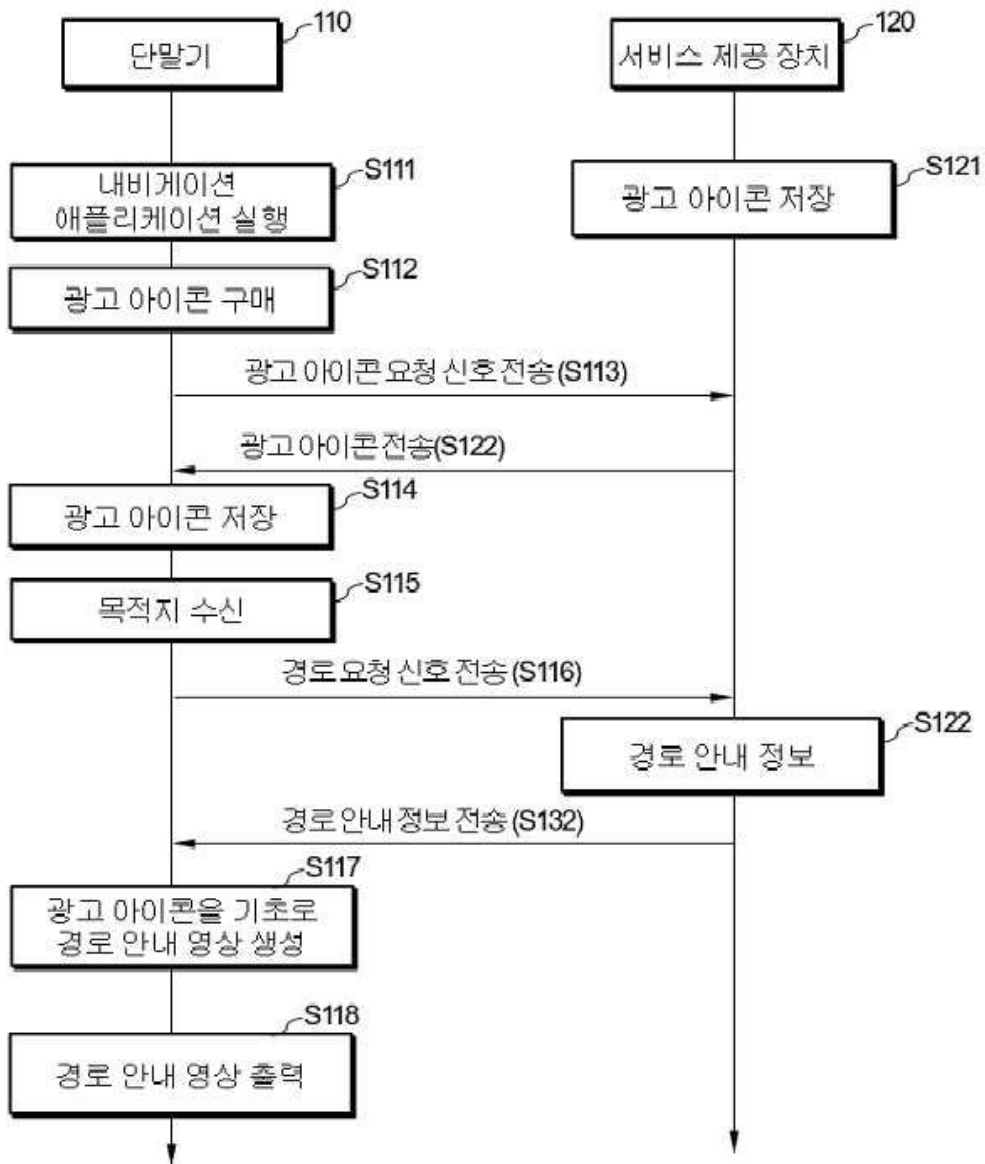 110
단말기
120
서비스 제공 장치
S111
내비게이션
애플리케이션 실행
S121
광고 아이콘 저장
S112
광고 아이콘 구매
광고 아이콘 요청 신호 전송 (S113)
광고 아이콘 전송(S122)
S114
광고 아이콘 저장
S115
목적지 수신
경로 요청 신호 전송 (S116)
S122
경로 안내 정보
경로 안내 정보 전송 (S132)
S117
광고 아이콘을 기초로
경로 안내 영상 생성
S118
경로 안내 영상 출력